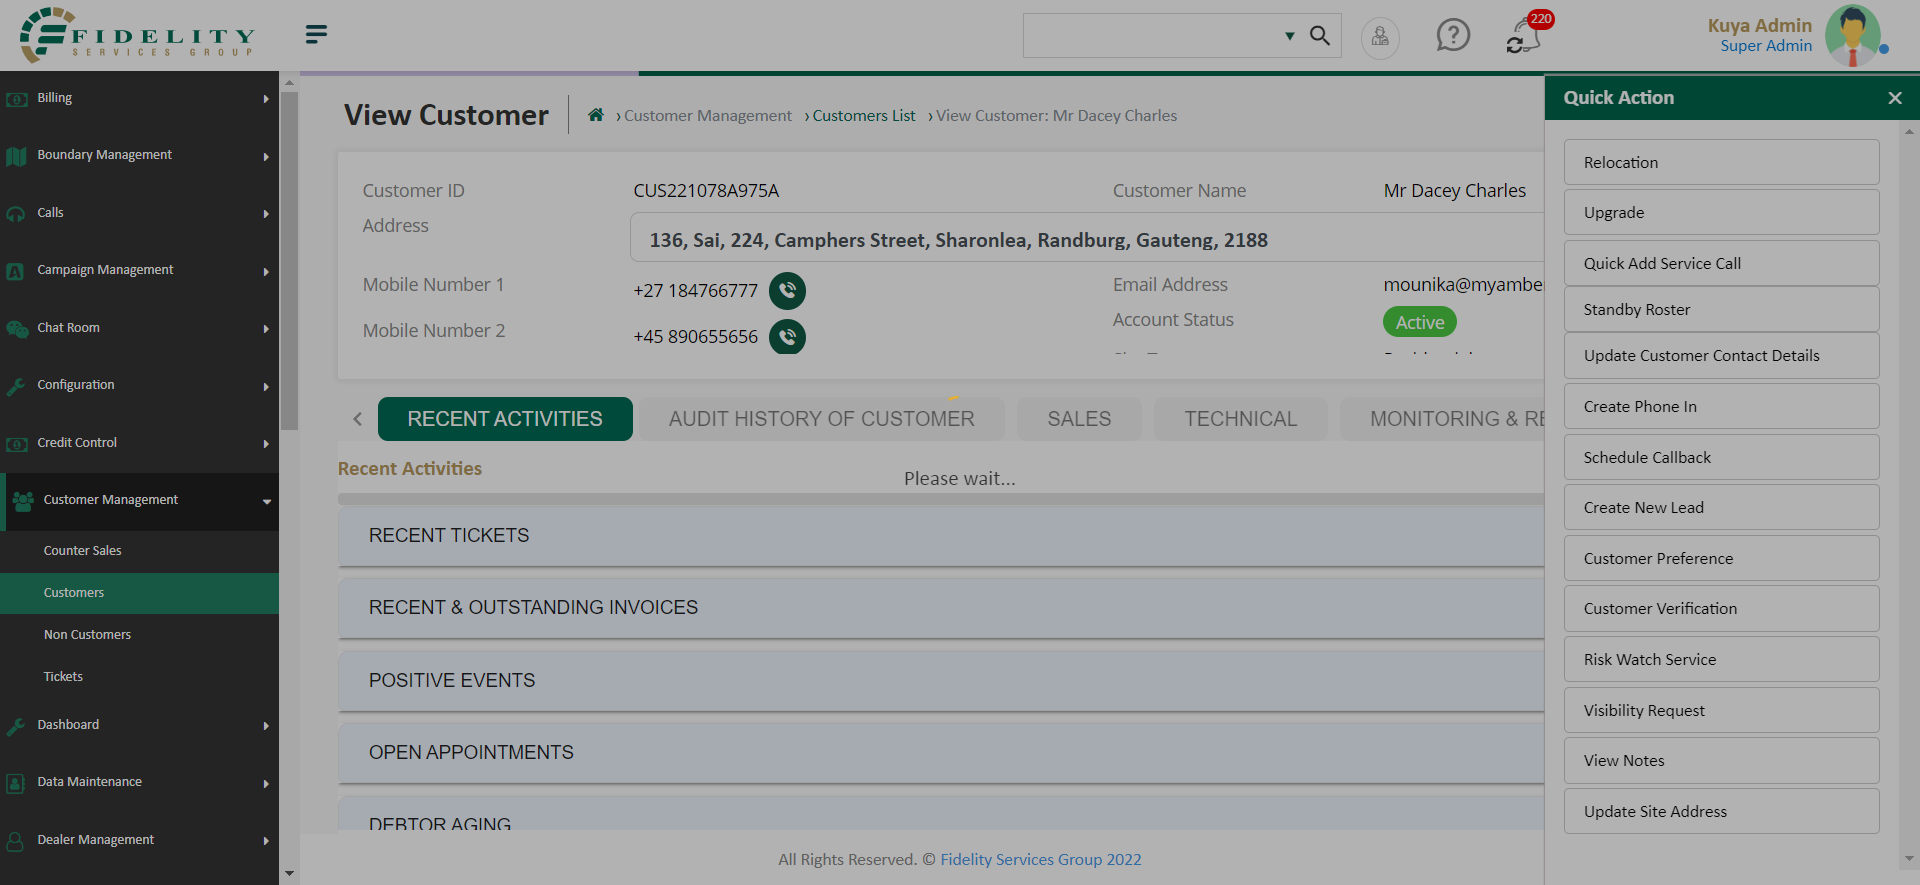 FIDELITY
SERVICES GROUP
220
Kuya Admin
Super Admin
Billing
Boundary Management
Calls
Campaign Management
Chat Room
Configuration
Credit Control
Customer Management
Counter Sales
Customers
Non Customers
Tickets
Dashboard
Data Maintenance
Dealer Management
View Customer
› Customer Management › Customers List › View Customer: Mr Dacey Charles
Customer ID CUS221078A975A Customer Name Mr Dacey Charles
Address 136, Sai, 224, Camphers Street, Sharonlea, Randburg, Gauteng, 2188
Mobile Number 1 +27 184766777 Email Address mounika@myambe
Mobile Number 2 +45 890655656 Account Status Active
RECENT ACTIVITIES AUDIT HISTORY OF CUSTOMER SALES TECHNICAL MONITORING & RE
Recent Activities
Please wait...
RECENT TICKETS
RECENT & OUTSTANDING INVOICES
POSITIVE EVENTS
OPEN APPOINTMENTS
DEBTOR AGING
All Rights Reserved. © Fidelity Services Group 2022
Quick Action
Relocation
Upgrade
Quick Add Service Call
Standby Roster
Update Customer Contact Details
Create Phone In
Schedule Callback
Create New Lead
Customer Preference
Customer Verification
Risk Watch Service
Visibility Request
View Notes
Update Site Address